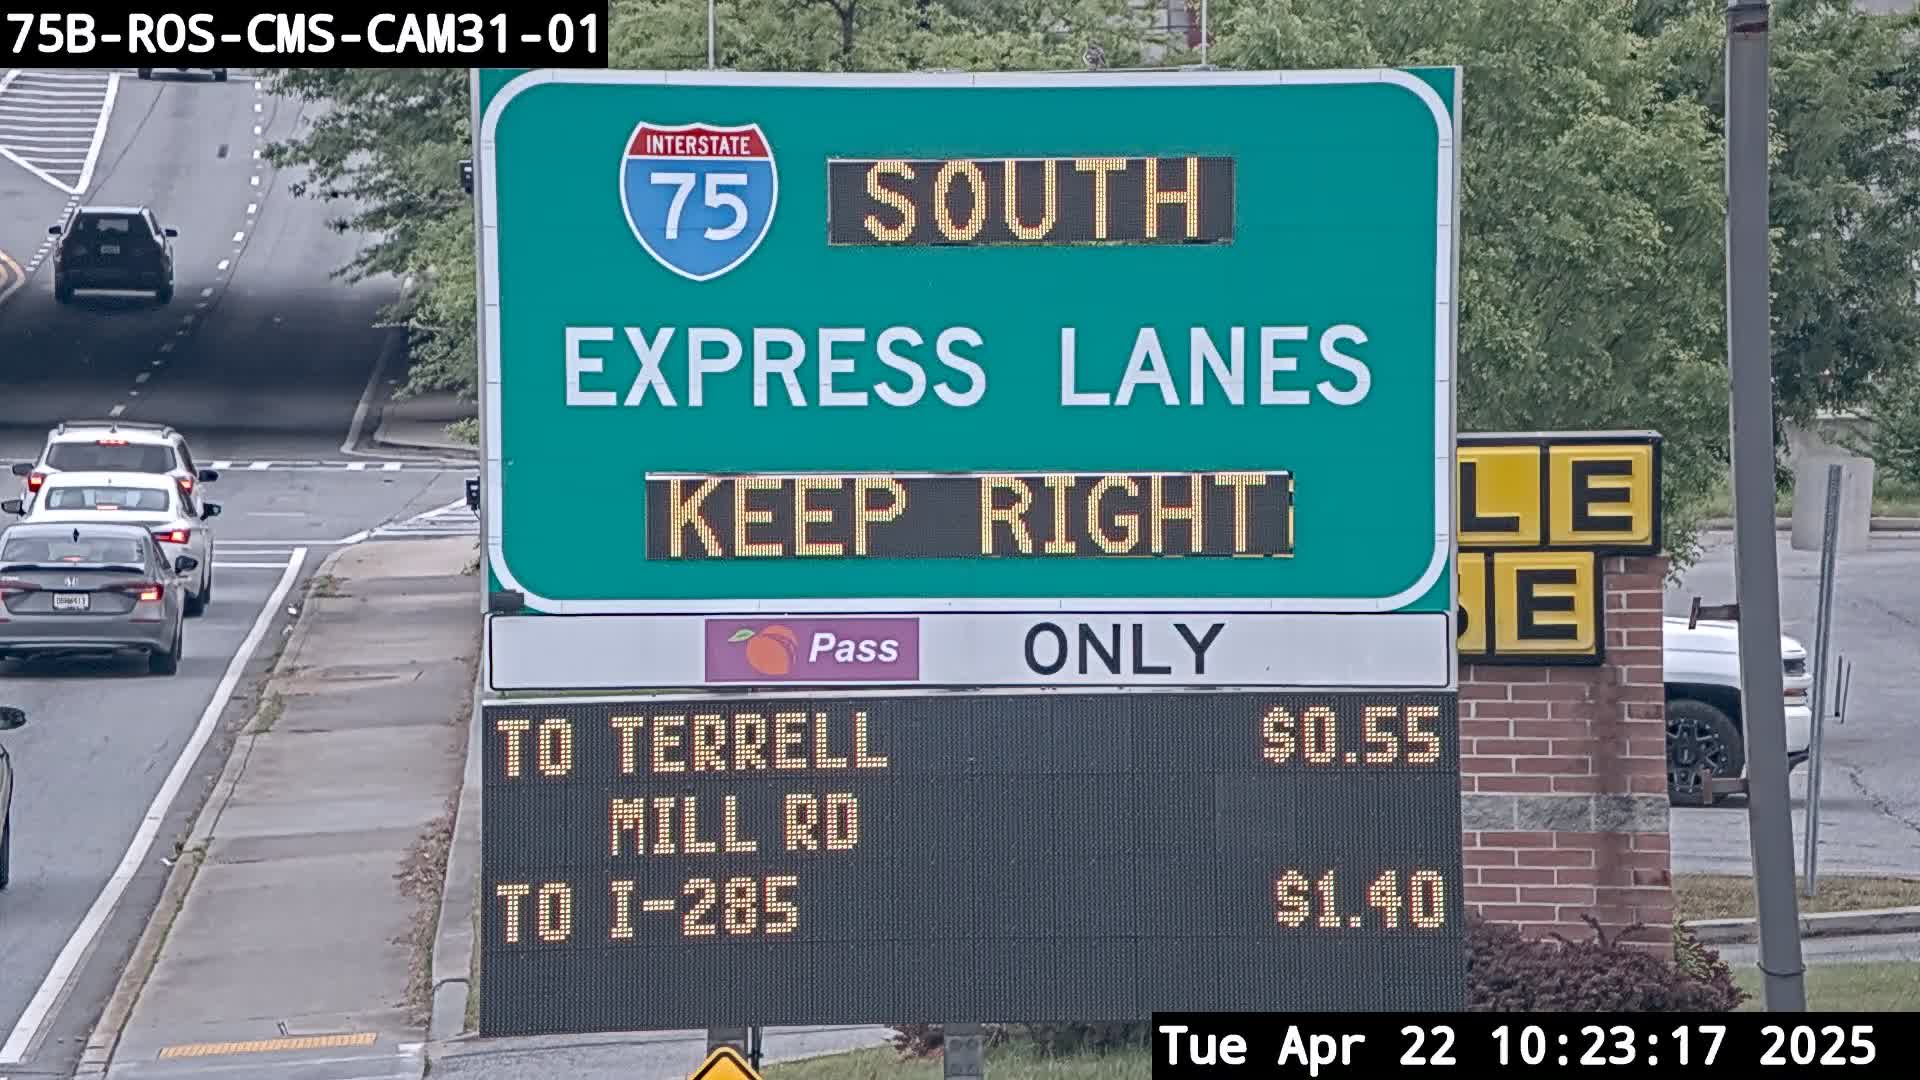 75B-ROS-CMS-CAM31-01
INTERSTATE
75
SOUTH
EXPRESS LANES
KEEP RIGHT
Pass ONLY
TO TERRELL $0.55
MILL RD
TO I-285 $1.40
LE
E
Tue Apr 22 10:23:17 2025